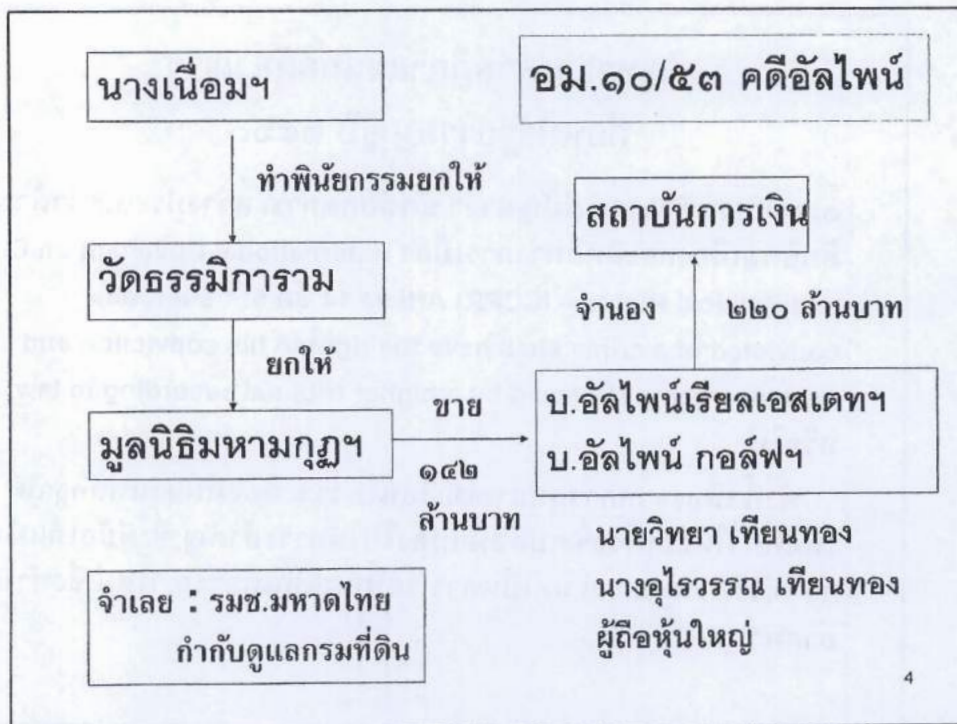 นางเนื่อมฯ
อม.๑๐/๕๓ คดีอัลไพน์
ทำพินัยกรรมยกให้
สถาบันการเงิน
วัดธรรมิการาม
จำนอง ๒๒๐ ล้านบาท
ยกให้
บ.อัลไพน์เรียลเอสเตทฯ
บ.อัลไพน์ กอล์ฟฯ
มูลนิธิมหามกุฏฯ
ขาย
๑๔๒
ล้านบาท
นายวิทยา เทียนทอง
นางอุไรวรรณ เทียนทอง
ผู้ถือหุ้นใหญ่
จำเลย : รมช.มหาดไทย
กำกับดูแลกรมที่ดิน
4